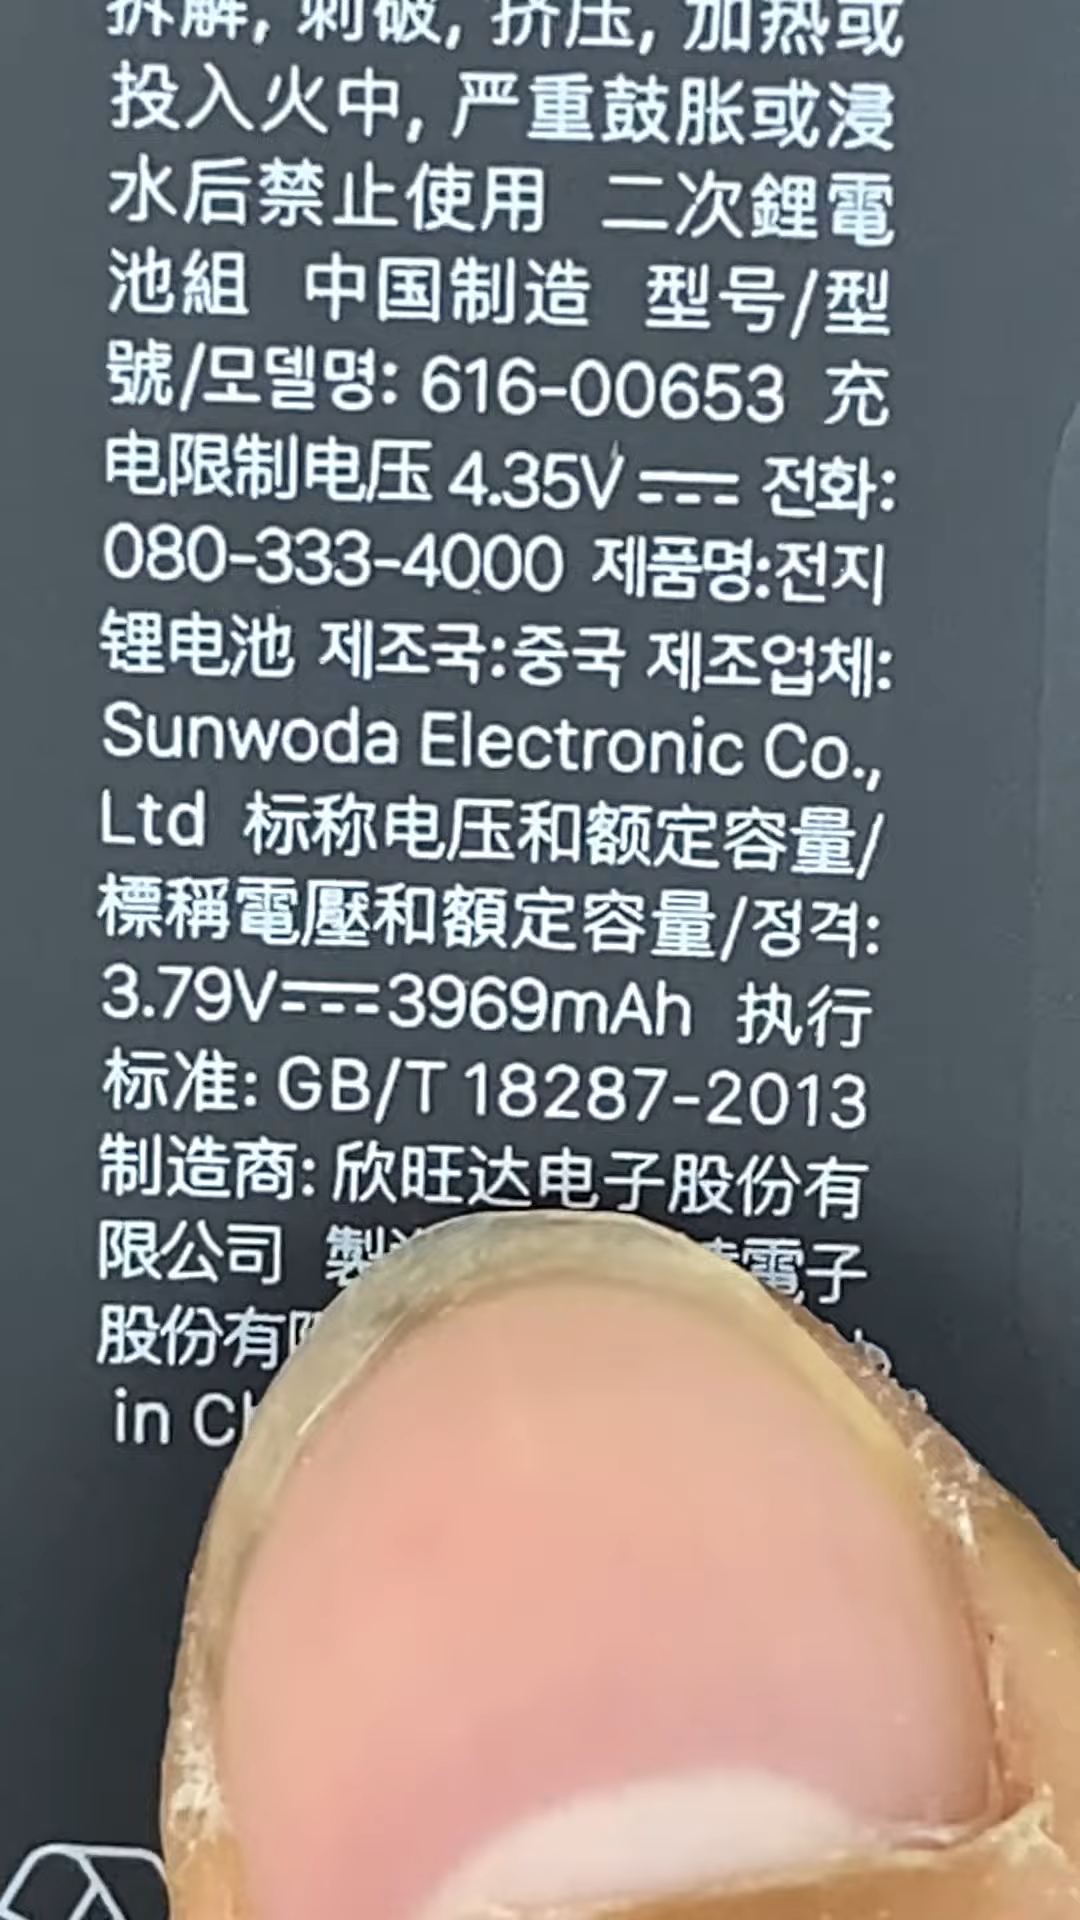 拆解, 刺破, 挤压, 加热或
投入火中, 严重鼓胀或浸
水后禁止使用 二次鋰電
池組 中国制造 型号/型
號/모델명: 616-00653 充
电限制电压 4.35V⎓ 전화:
080-333-4000 제품명:전지
锂电池 제조국:중국 제조업체:
Sunwoda Electronic Co.,
Ltd 标称电压和额定容量/
標稱電壓和額定容量/정격:
3.79V⎓3969mAh 执行
标准: GB/T 18287-2013
制造商: 欣旺达电子股份有
限公司 製 電子
股份有
in